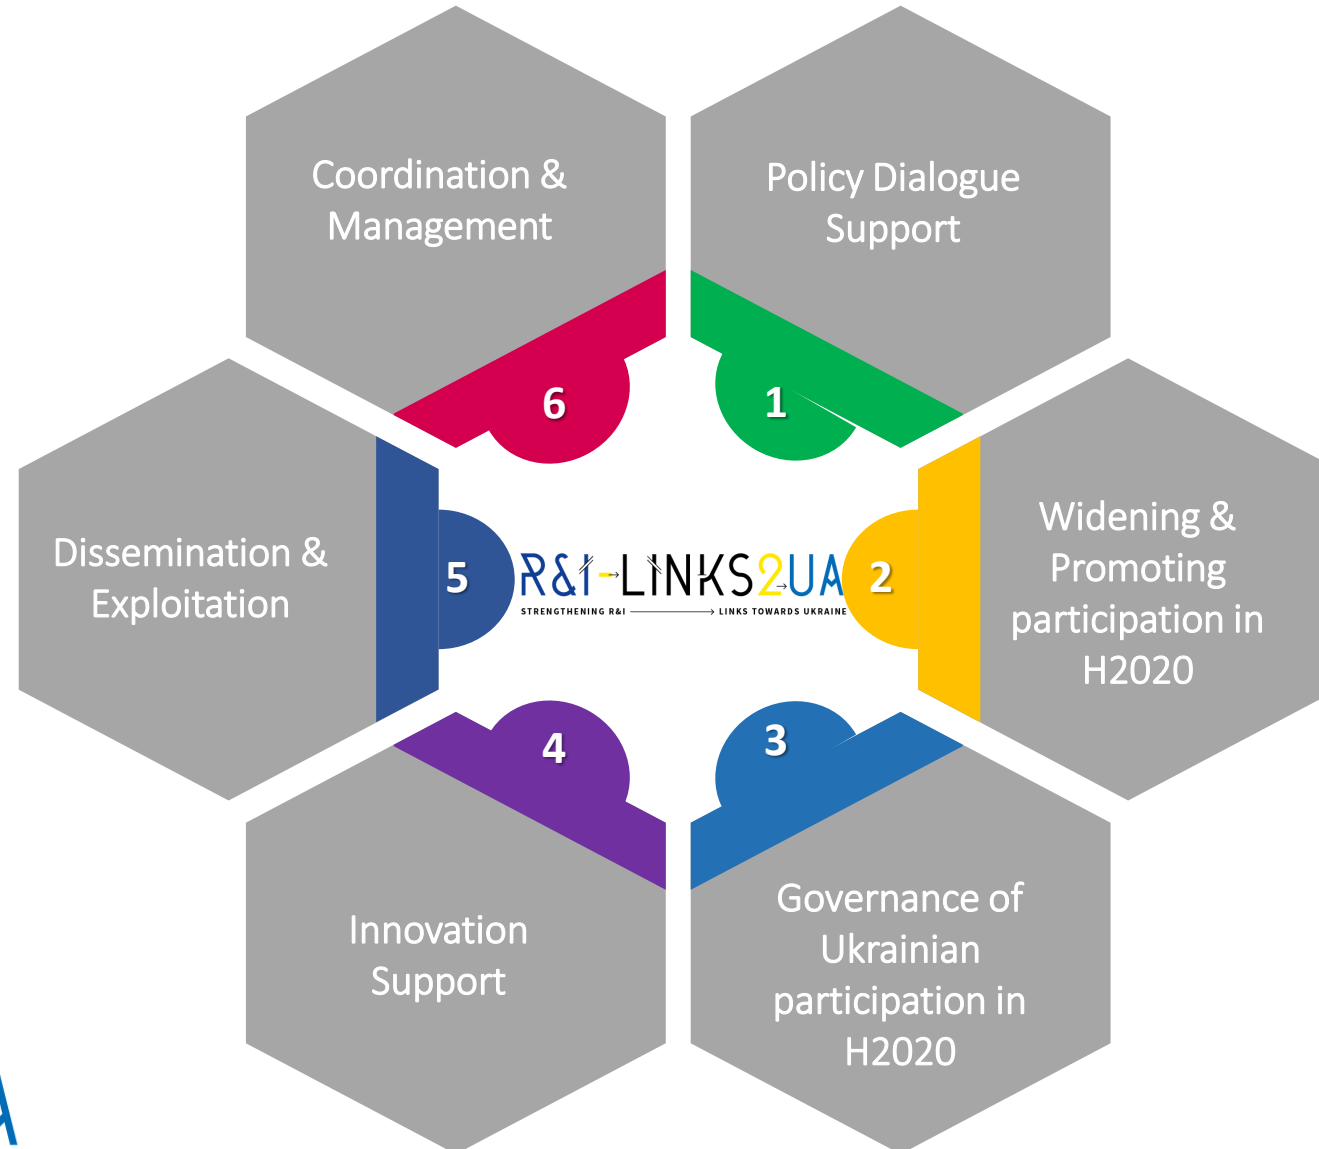 Coordination &
Management
Policy Dialogue
Support
6
1
Dissemination &
Exploitation
5
R&I-LINKS2UA
STRENGTHENING R&I → LINKS TOWARDS UKRAINE
2
Widening &
Promoting
participation in
H2020
4
3
Innovation
Support
Governance of
Ukrainian
participation in
H2020
A